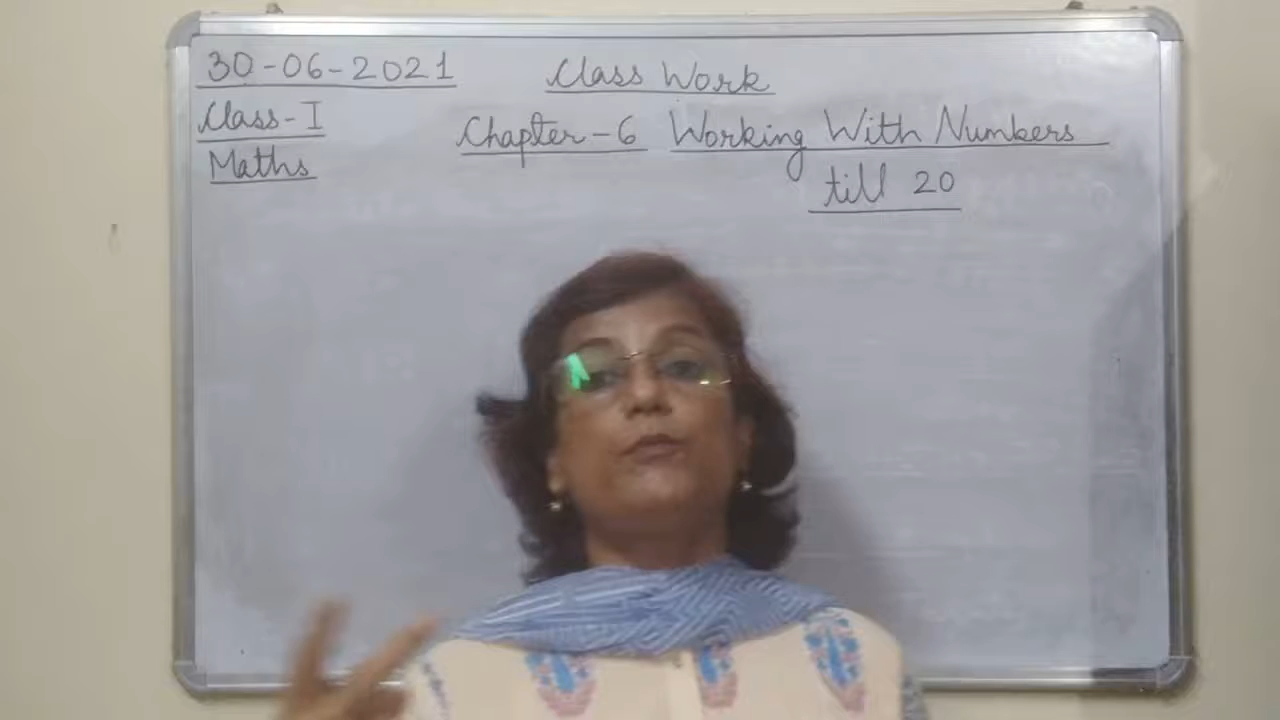 30-06-2021 Class Work
Class-I Chapter-6 Working With Numbers
Maths till 20